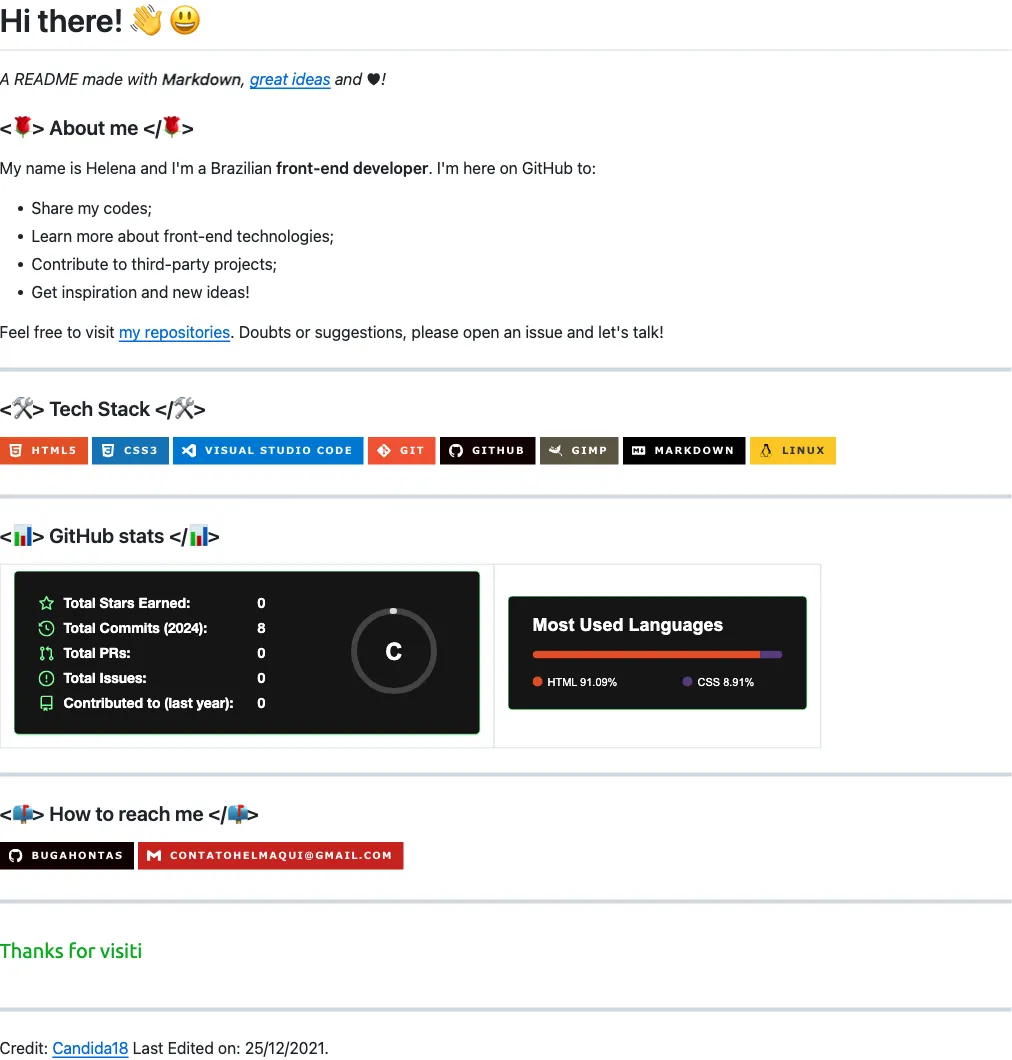 Hi there! 👋 😃
A README made with Markdown, great ideas and 🖤!
<🌹> About me </🌹>
My name is Helena and I'm a Brazilian front-end developer. I'm here on GitHub to:
• Share my codes;
• Learn more about front-end technologies;
• Contribute to third-party projects;
• Get inspiration and new ideas!
Feel free to visit my repositories. Doubts or suggestions, please open an issue and let's talk!
<🛠> Tech Stack </🛠>
HTML5 CSS3 VISUAL STUDIO CODE GIT GITHUB GIMP MARKDOWN LINUX
<📊> GitHub stats </📊>
Total Stars Earned: 0
Total Commits (2024): 8
Total PRs: 0
Total Issues: 0
Contributed to (last year): 0
C
Most Used Languages
HTML 91.09% CSS 8.91%
<📫> How to reach me </📫>
BUGAHONTAS CONTATOHELMAQUI@GMAIL.COM
Thanks for visiti
Credit: Candida18 Last Edited on: 25/12/2021.